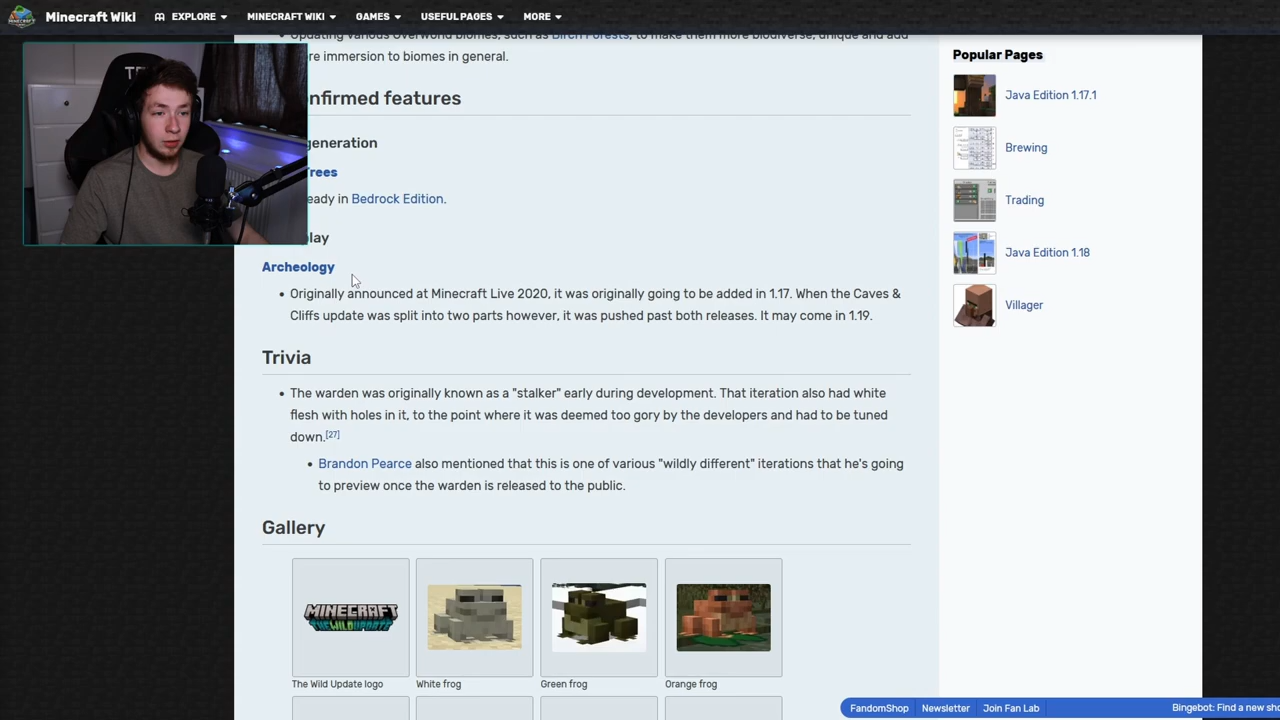 Minecraft Wiki
EXPLORE
MINECRAFT WIKI
GAMES
USEFUL PAGES
MORE
Updating various Overworld biomes, such as Birch Forests, to make them more biodiverse, unique and add
re immersion to biomes in general.
nfirmed features
generation
Trees
eady in Bedrock Edition.
lay
Archeology
Originally announced at Minecraft Live 2020, it was originally going to be added in 1.17. When the Caves &
Cliffs update was split into two parts however, it was pushed past both releases. It may come in 1.19.
Trivia
The warden was originally known as a "stalker" early during development. That iteration also had white
flesh with holes in it, to the point where it was deemed too gory by the developers and had to be tuned
down.[27]
Brandon Pearce also mentioned that this is one of various "wildly different" iterations that he's going
to preview once the warden is released to the public.
Gallery
MINECRAFT
THE WILD UPDATE
The Wild Update logo
White frog
Green frog
Orange frog
Popular Pages
Java Edition 1.17.1
Brewing
Trading
Java Edition 1.18
Villager
FandomShop
Newsletter
Join Fan Lab
Bingebot: Find a new sho